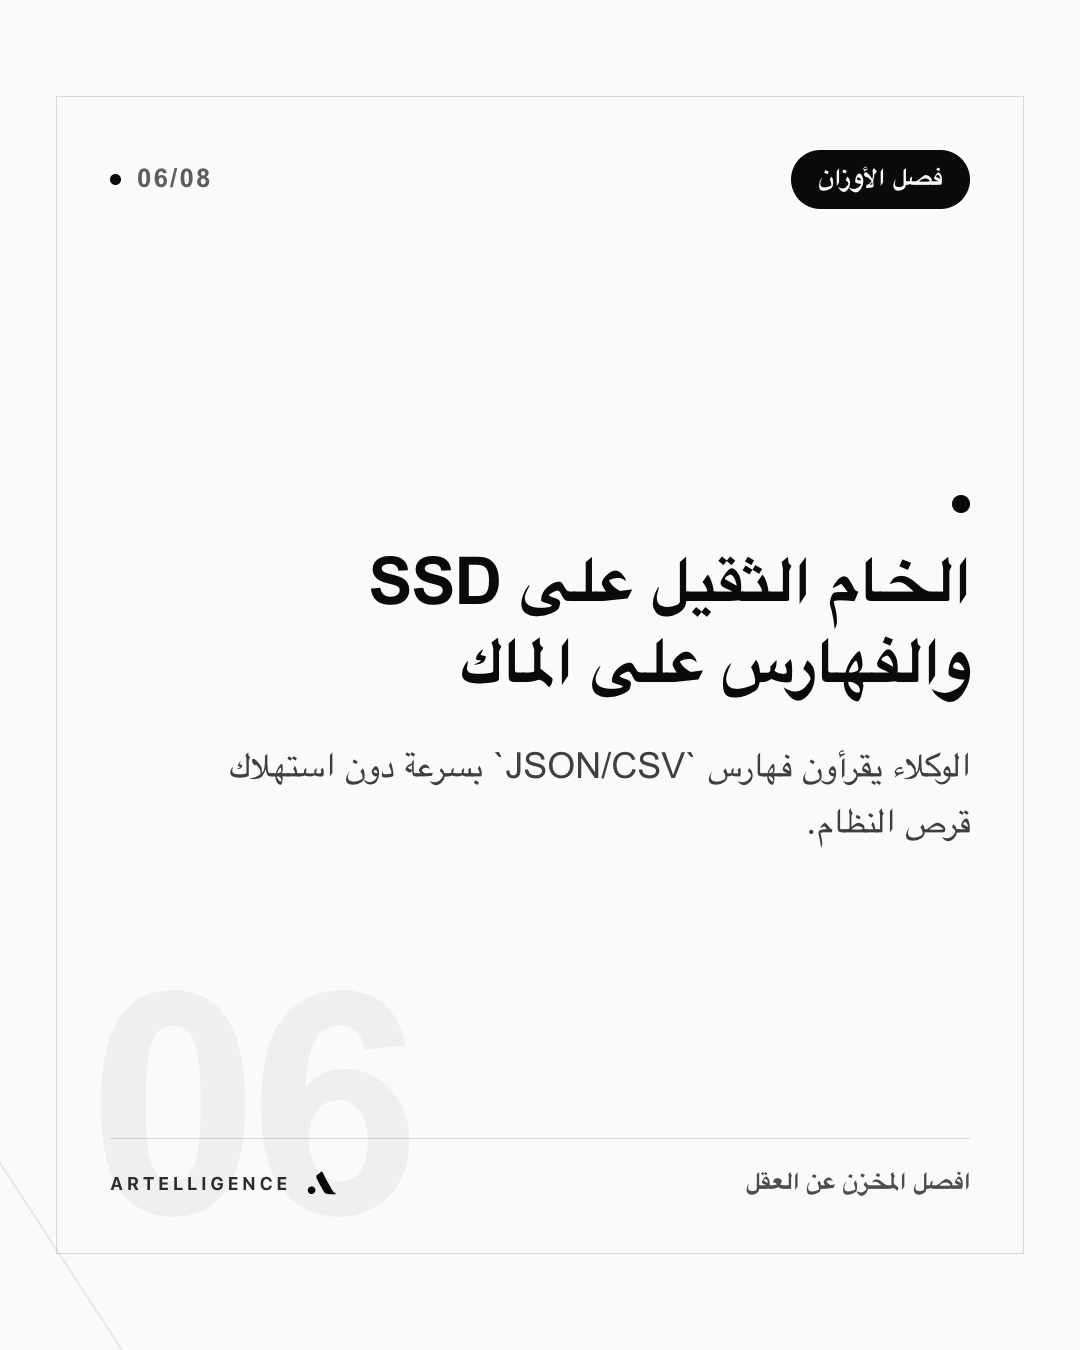 فصل الأوزان
06/08
الخام الثقيل على SSD
والفهارس على الماك
الوكلاء يقرأون فهارس `JSON/CSV` بسرعة دون استهلاك
قرص النظام.
06
افصل المخزن عن العقل
ARTELLIGENCE